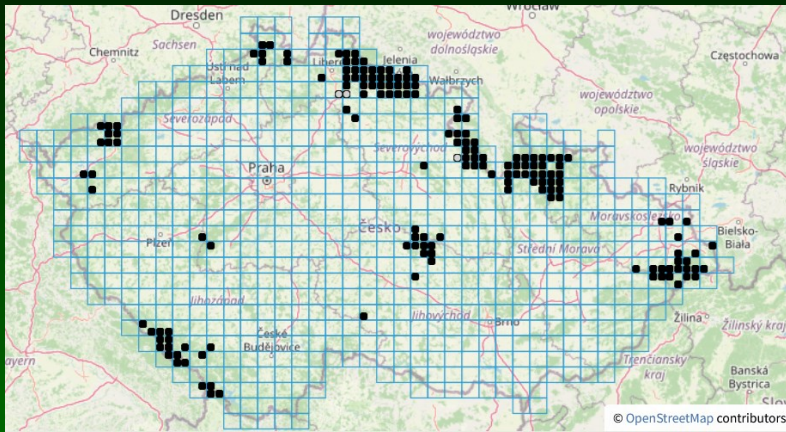 Wrocław
Dresden
województwo
dolnośląskie
Sachsen
Chemnitz
Częstochowa
Jelenia
Ústí nad
Labem
Liberec
Wałbrzych
województwo
opolskie
Severozápad
Severovýchod
województwo
śląskie
Praha
Rybnik
Moravskoslezsko
Česko
Bielsko-
Biała
Plzeň
Střední Morava
Jihozápad
Jihovýchod
Brno
Žilina
Žilinský kraj
České
Budějovice
Trenčiansky
kraj
Banská
Bystrica
© OpenStreetMap contributors